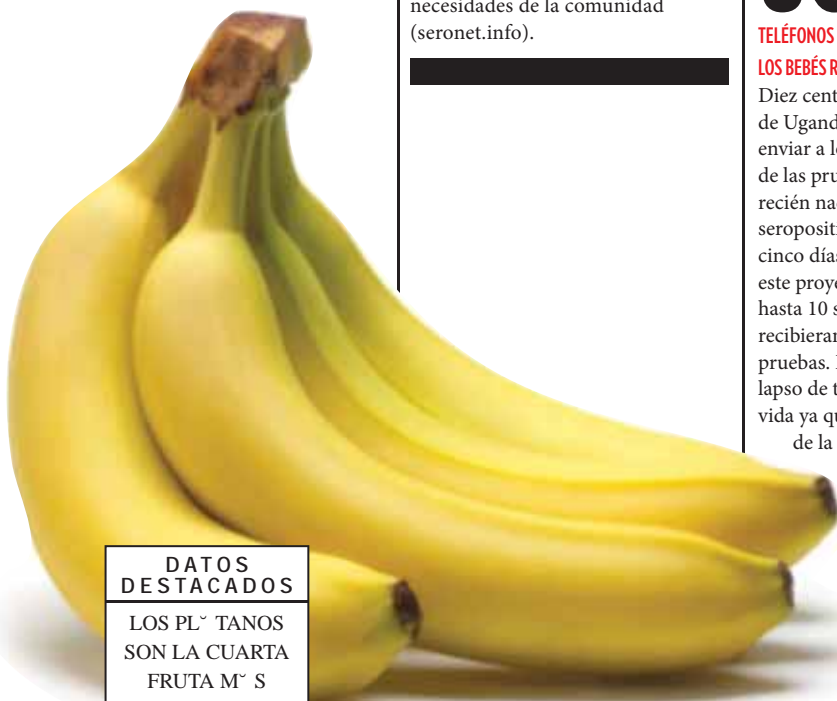 necesidades de la comunidad
(seronet.info).
TELÉFONOS
LOS BEBÉS R
Diez cent
de Ugand
enviar a l
de las pru
recién na
seropositi
cinco días
este proye
hasta 10 s
recibieran
pruebas.
lapso de t
vida ya qu
de la
DATOS
DESTACADOS
LOS PL˘ TANOS
SON LA CUARTA
FRUTA M˘ S